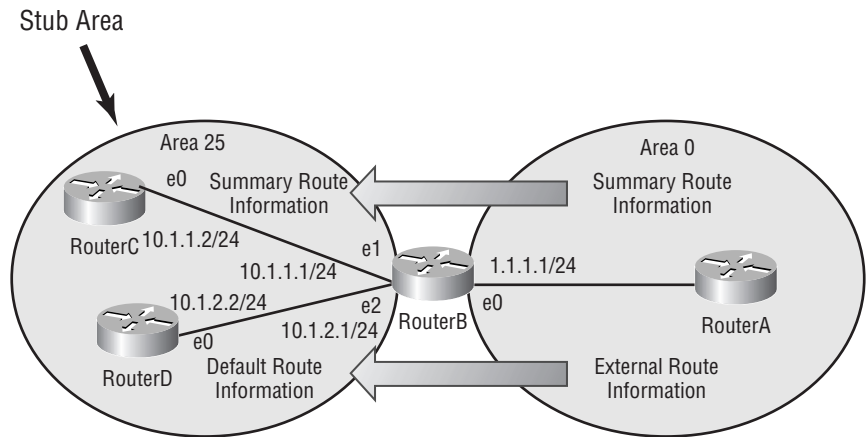 Stub Area
Area 25
Area 0
e0
Summary Route
Information
Summary Route
Information
RouterC
10.1.1.2/24
10.1.1.1/24
e1
1.1.1.1/24
10.1.2.2/24
e2
e0
10.1.2.1/24
RouterB
RouterA
e0
RouterD
Default Route
Information
External Route
Information